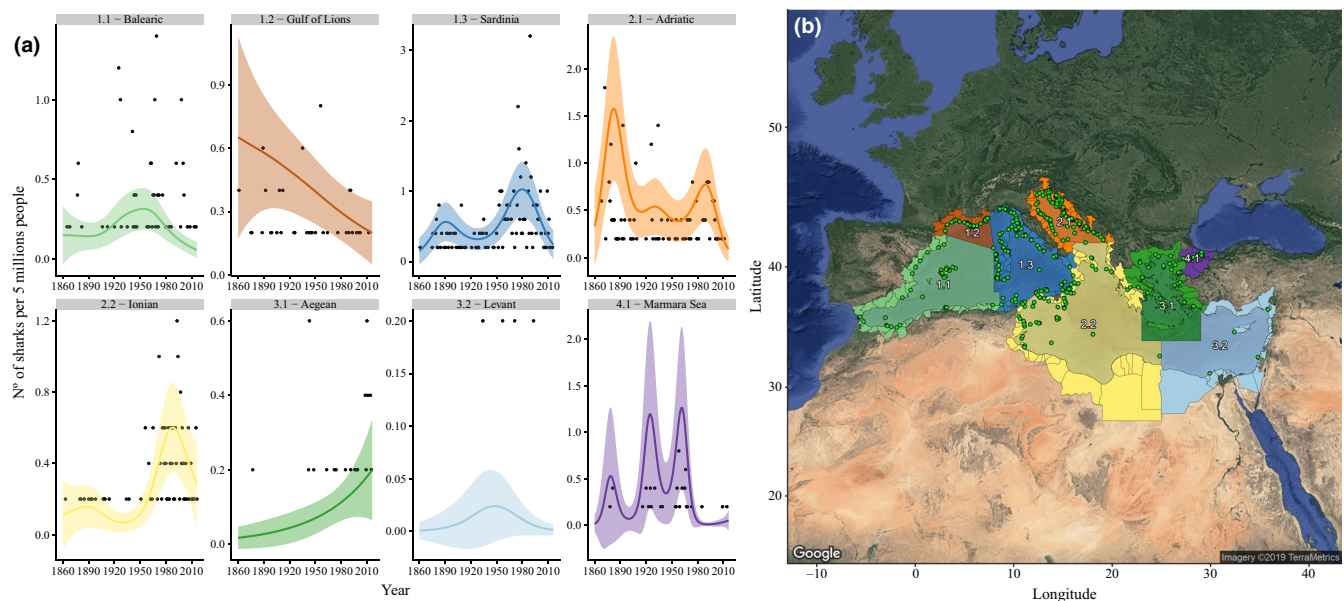 (a)
1.1 − Balearic
1.2 − Gulf of Lions
1.3 − Sardinia
2.1 − Adriatic
1.0
0.5
0.0
0.9
0.6
0.3
0.0
3
2
1
0
2.0
1.5
1.0
0.5
0.0
1860 1890 1920 1950 1980 2010
1860 1890 1920 1950 1980 2010
1860 1890 1920 1950 1980 2010
1860 1890 1920 1950 1980 2010
Nº of sharks per 5 millions people
2.2 − Ionian
3.1 − Aegean
3.2 − Levant
4.1 − Marmara Sea
1.2
0.8
0.4
0.0
0.6
0.4
0.2
0.0
0.20
0.15
0.10
0.05
0.00
2.0
1.5
1.0
0.5
0.0
1860 1890 1920 1950 1980 2010
1860 1890 1920 1950 1980 2010
1860 1890 1920 1950 1980 2010
1860 1890 1920 1950 1980 2010
Year
(b)
50
40
30
20
Latitude
1.1
1.2
1.3
2.1
2.2
3.1
3.2
4.1
Google
Imagery ©2019 TerraMetrics
−10 0 10 20 30 40
Longitude